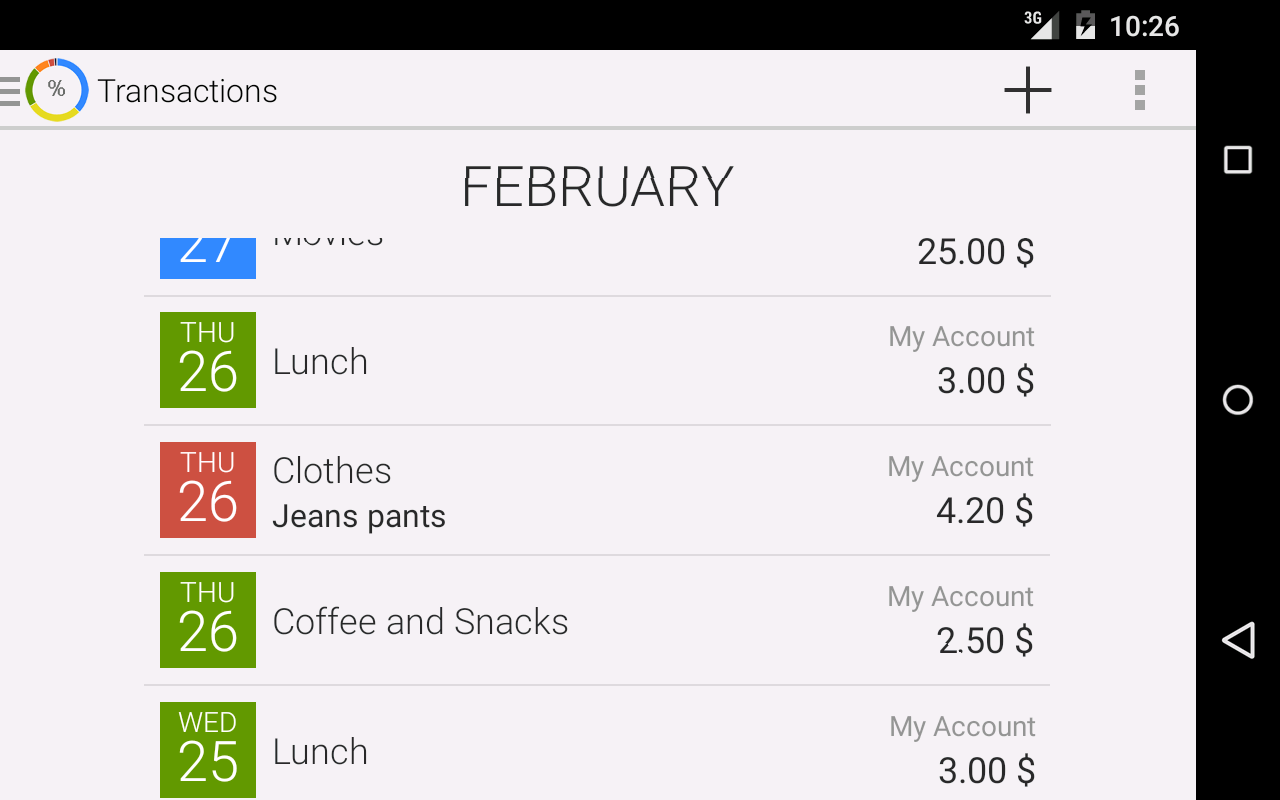 3G 10:26
% Transactions
FEBRUARY
27 Movies 25.00 $
THU
26
Lunch
My Account
3.00 $
THU
26
Clothes
Jeans pants
My Account
4.20 $
THU
26
Coffee and Snacks
My Account
2.50 $
WED
25
Lunch
My Account
3.00 $